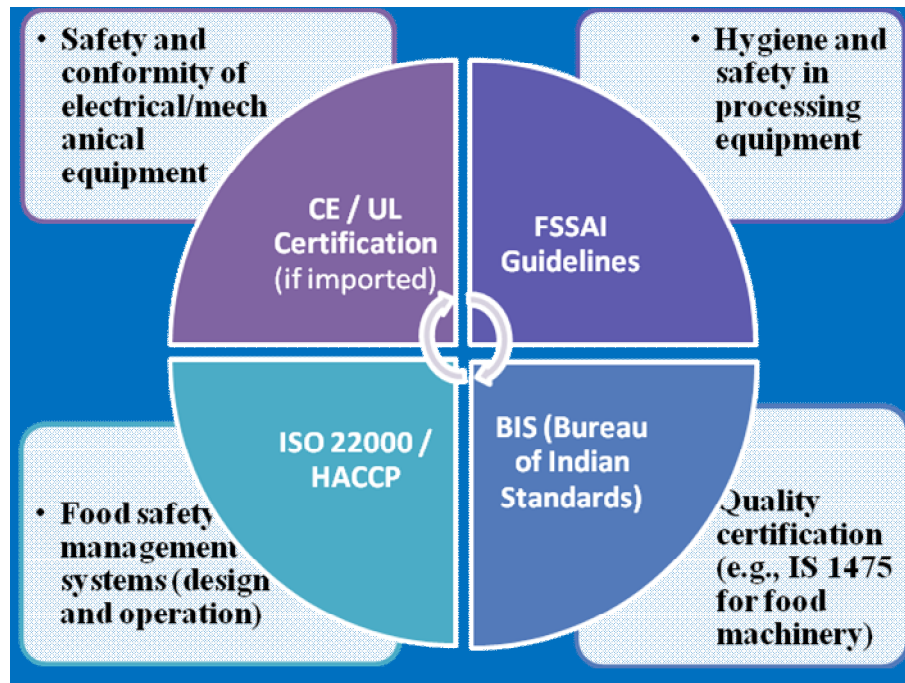 • Safety and
conformity of
electrical/mech
anical
equipment
• Hygiene and
safety in
processing
equipment
CE / UL
Certification
(if imported)
FSSAI
Guidelines
ISO 22000 /
HACCP
BIS (Bureau
of Indian
Standards)
• Food safety
management
systems (design
and operation)
Quality
certification
(e.g., IS 1475
for food
machinery)